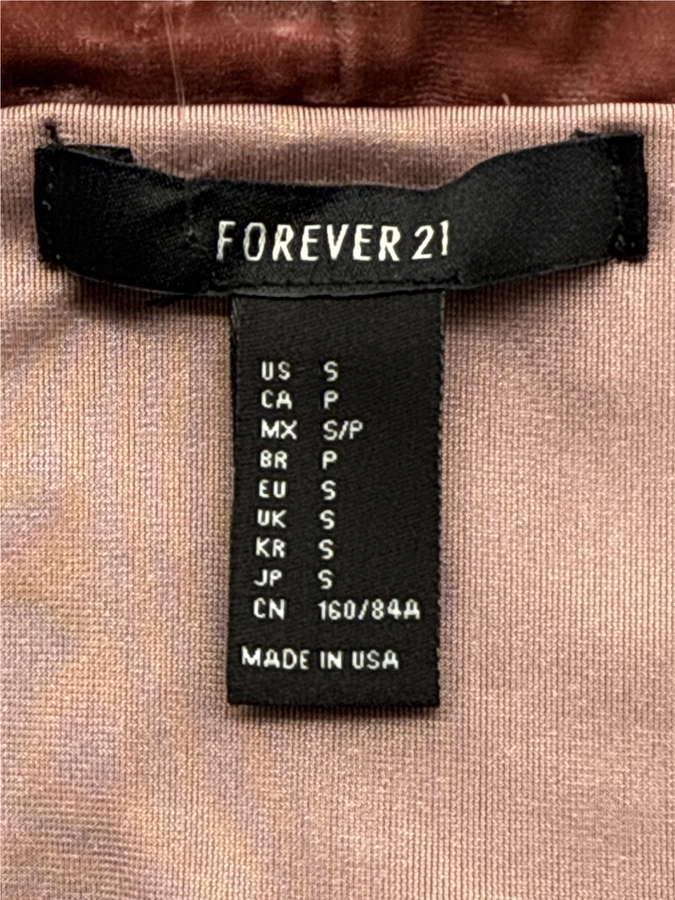 FOREVER 21
US S
CA P
MX S/P
BR P
EU S
UK S
KR S
JP S
CN 160/84A
MADE IN USA